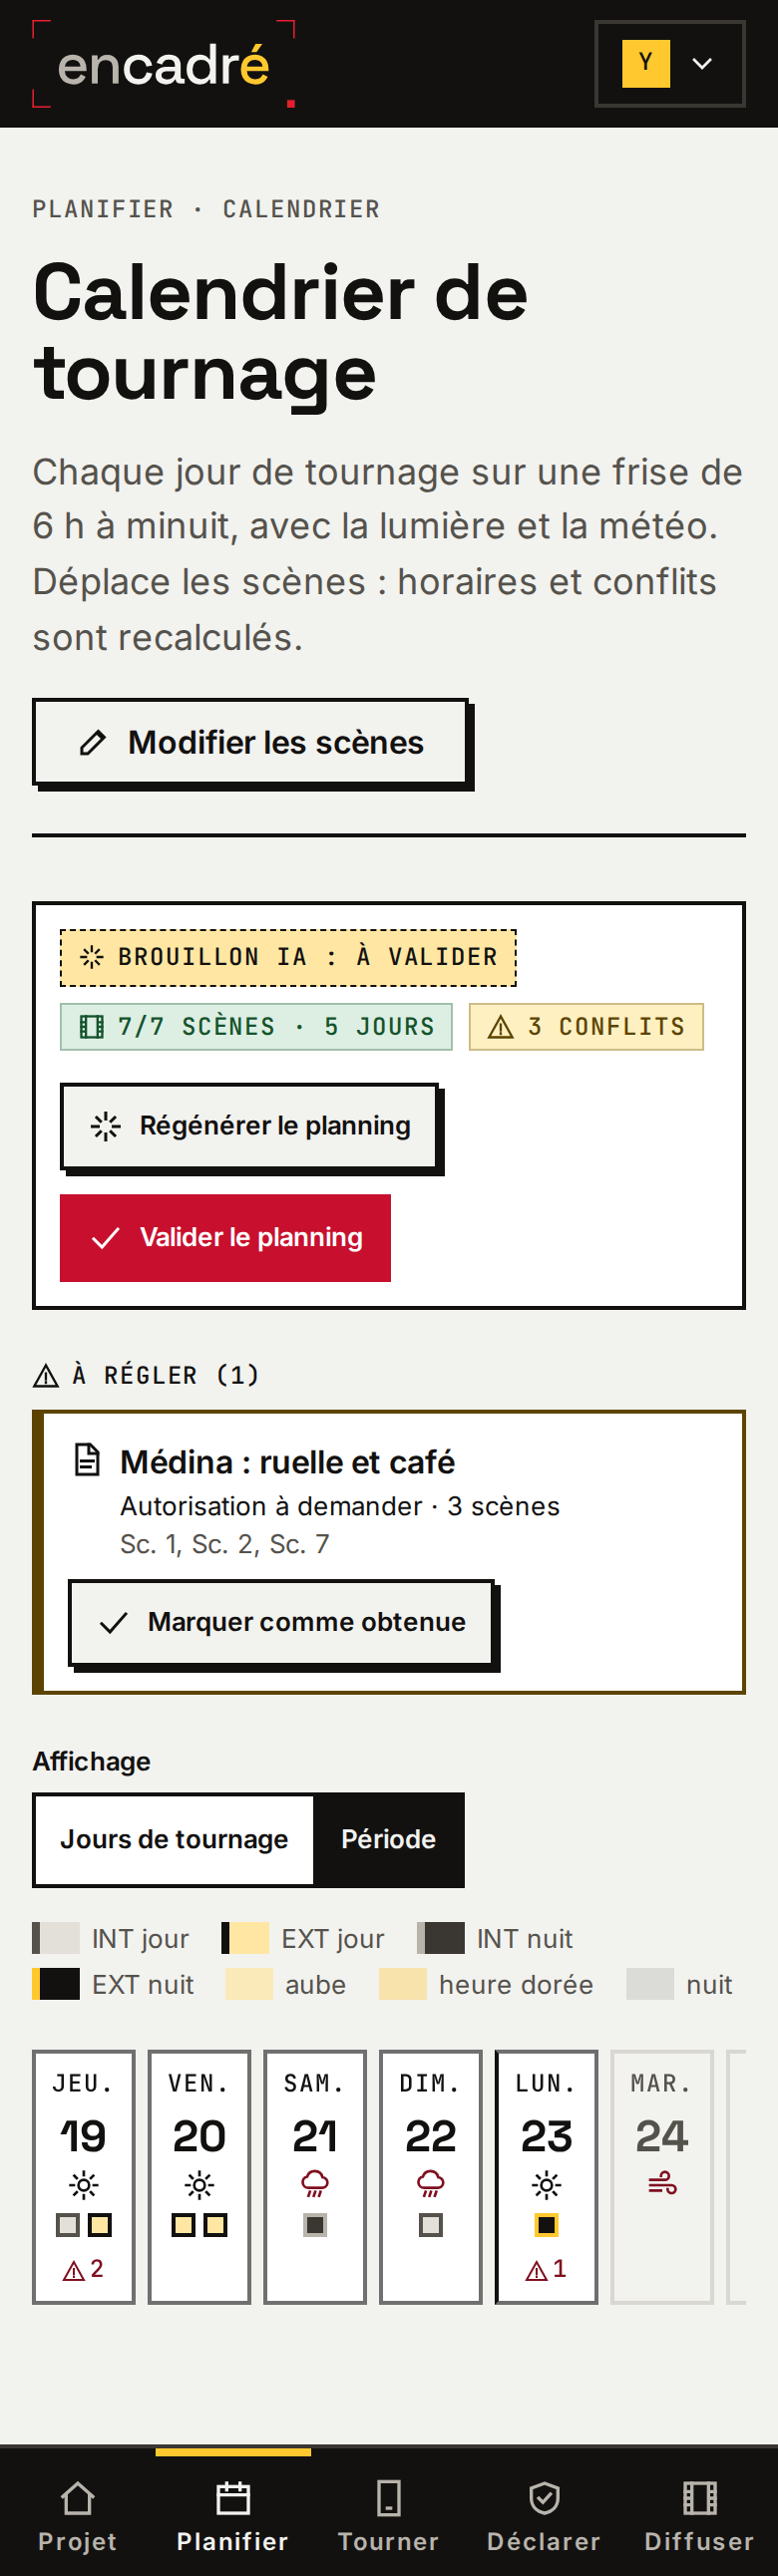 encadré
Y
PLANIFIER · CALENDRIER
Calendrier de
tournage
Chaque jour de tournage sur une frise de
6 h à minuit, avec la lumière et la météo.
Déplace les scènes : horaires et conflits
sont recalculés.
Modifier les scènes
BROUILLON IA : À VALIDER
7/7 SCÈNES · 5 JOURS
3 CONFLITS
Régénérer le planning
Valider le planning
À RÉGLER (1)
Médina : ruelle et café
Autorisation à demander · 3 scènes
Sc. 1, Sc. 2, Sc. 7
Marquer comme obtenue
Affichage
Jours de tournage Période
INT jour EXT jour INT nuit
EXT nuit aube heure dorée nuit
JEU. VEN. SAM. DIM. LUN. MAR.
19 20 21 22 23 24
2 1
Projet Planifier Tourner Déclarer Diffuser